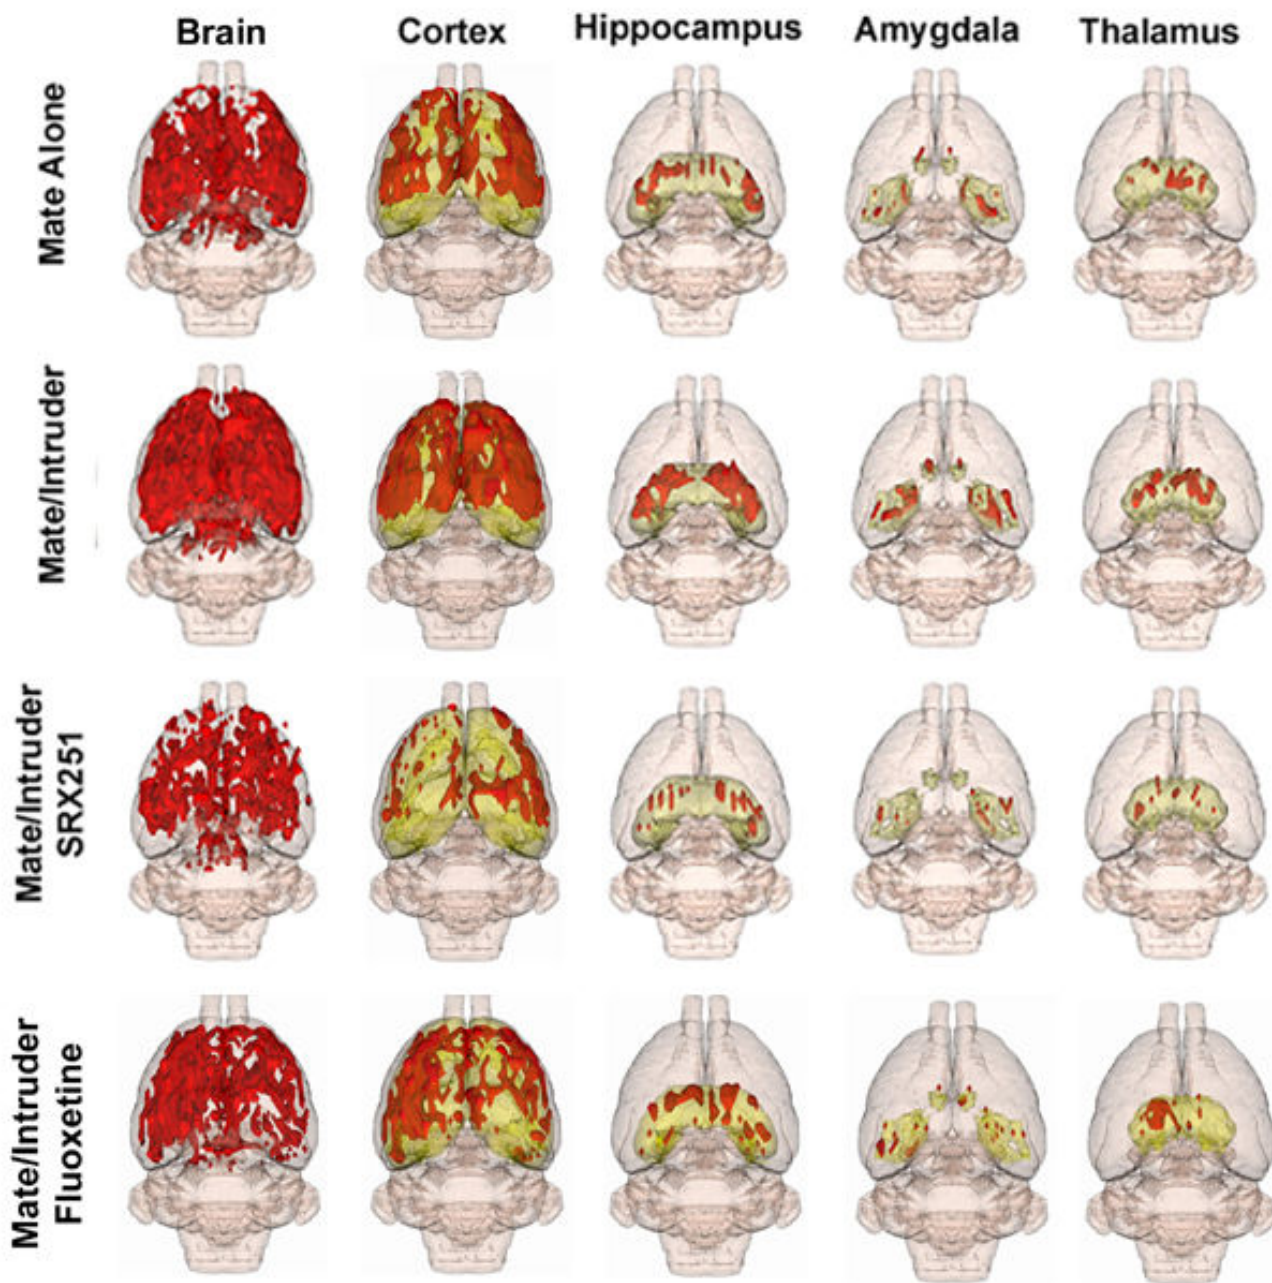 Brain Cortex Hippocampus Amygdala Thalamus
Mate Alone
Mate/Intruder
Mate/Intruder
SRX251
Mate/Intruder
Fluoxetine